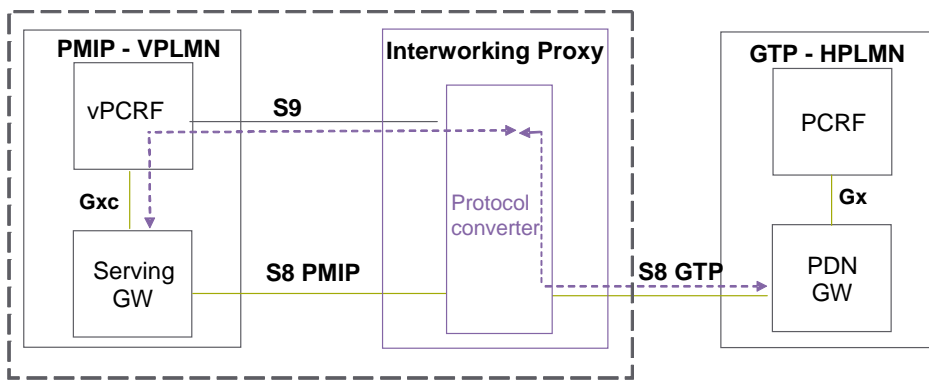 PMIP - VPLMN
Interworking Proxy
GTP - HPLMN
vPCRF
S9
PCRF
Gxc
Protocol
converter
Gx
Serving
GW
S8 PMIP
S8 GTP
PDN
GW